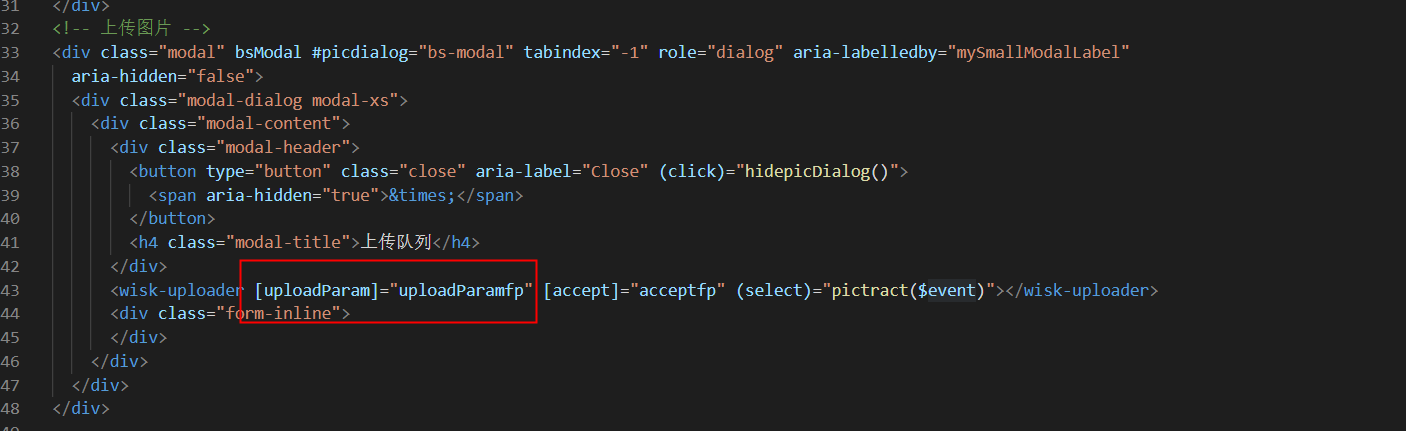 31 </div>
32 <!-- 上传图片 -->
33 <div class="modal" bsModal #picdialog="bs-modal" tabindex="-1" role="dialog" aria-labelledby="mySmallModalLabel"
34 aria-hidden="false">
35 <div class="modal-dialog modal-xs">
36 <div class="modal-content">
37 <div class="modal-header">
38 <button type="button" class="close" aria-label="Close" (click)="hidepicDialog()">
39 <span aria-hidden="true">&times;</span>
40 </button>
41 <h4 class="modal-title">上传队列</h4>
42 </div>
43 <wisk-uploader [uploadParam]="uploadParamfp" [accept]="acceptfp" (select)="pictract($event)"></wisk-uploader>
44 <div class="form-inline">
45 </div>
46 </div>
47 </div>
48 </div>